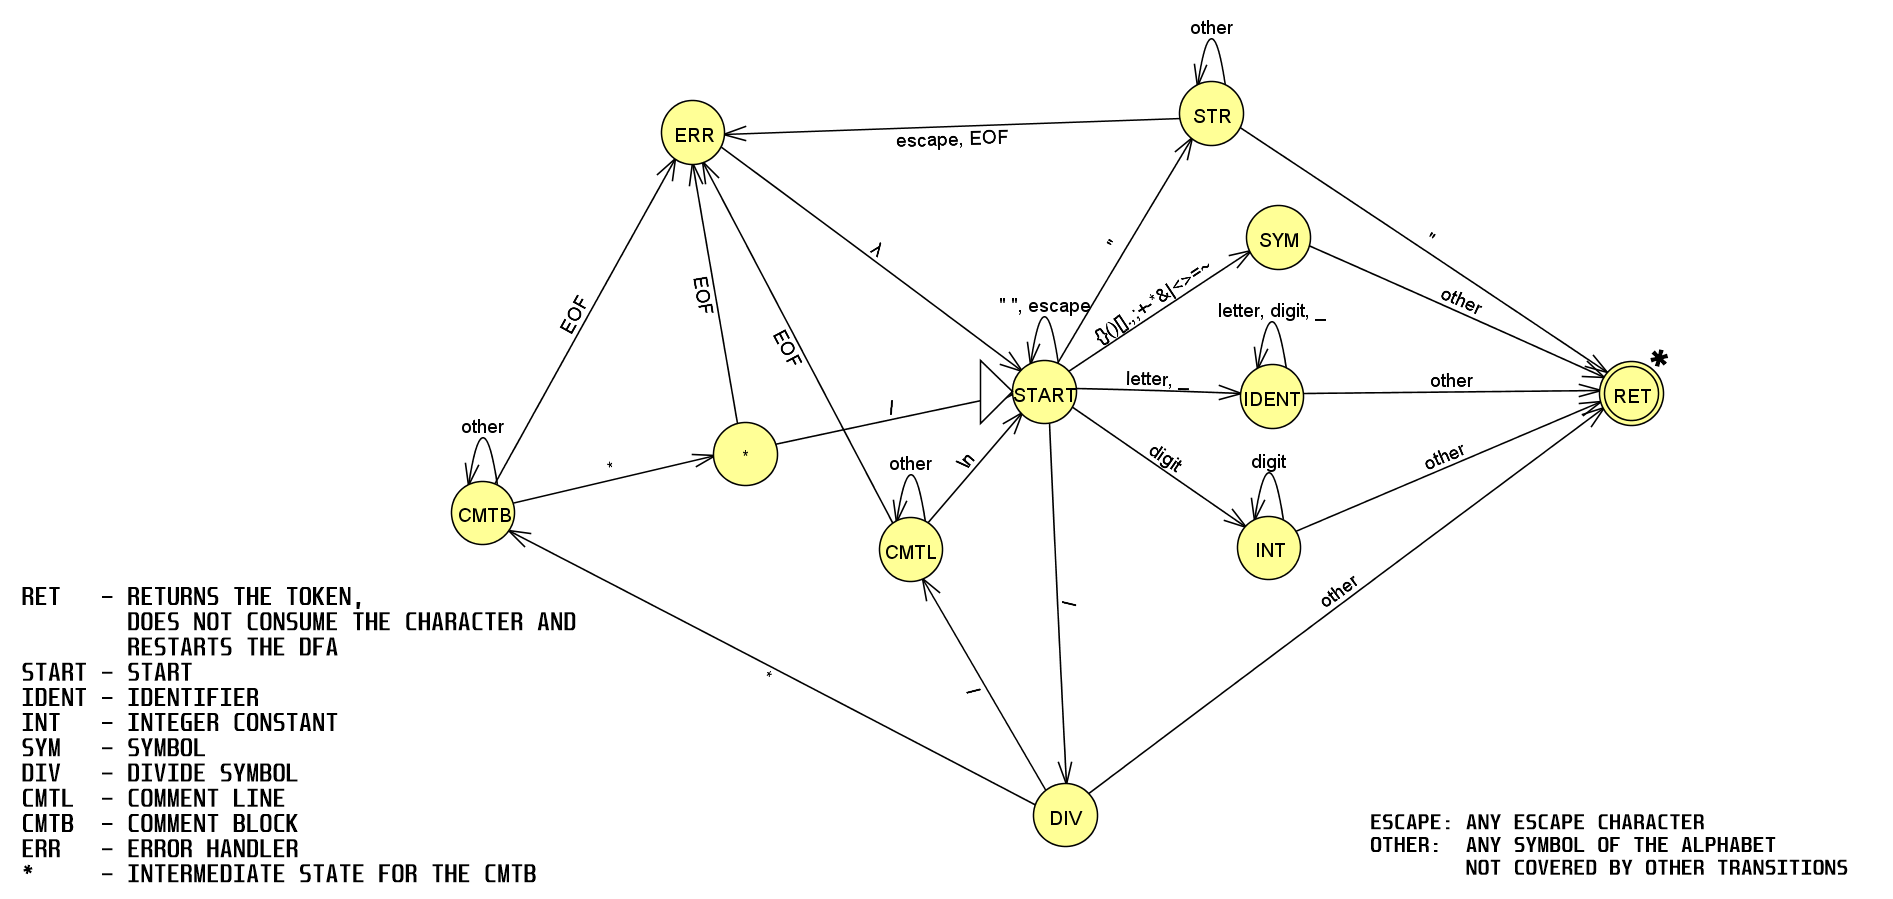 other
STR
ERR
escape, EOF
"
SYM
λ
"
{}()[].,;+-*&|<>=~
other
" ", escape
letter, digit, _
EOF
EOF
EOF
*
START
letter, _
IDENT
other
RET
/
other
*
*
other
\n
digit
digit
other
CMTB
CMTL
INT
/
other
*
/
DIV
RET - RETURNS THE TOKEN,
DOES NOT CONSUME THE CHARACTER AND
RESTARTS THE DFA
START - START
IDENT - IDENTIFIER
INT - INTEGER CONSTANT
SYM - SYMBOL
DIV - DIVIDE SYMBOL
CMTL - COMMENT LINE
CMTB - COMMENT BLOCK
ERR - ERROR HANDLER
* - INTERMEDIATE STATE FOR THE CMTB
ESCAPE: ANY ESCAPE CHARACTER
OTHER: ANY SYMBOL OF THE ALPHABET
NOT COVERED BY OTHER TRANSITIONS